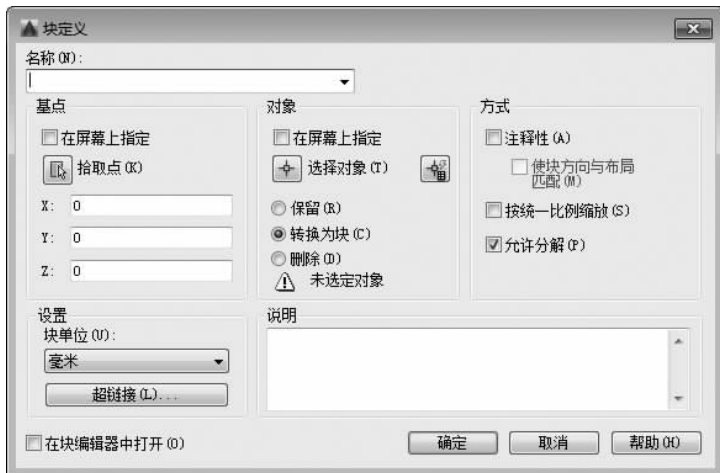 块定义
名称(N):
基点
在屏幕上指定
拾取点(K)
X: 0
Y: 0
Z: 0
对象
在屏幕上指定
选择对象(T)
保留(R)
转换为块(C)
删除(D)
未选定对象
方式
注释性(A)
使块方向与布局
匹配(M)
按统一比例缩放(S)
允许分解(P)
设置
块单位(U):
毫米
超链接(L)...
说明
在块编辑器中打开(O)
确定
取消
帮助(H)